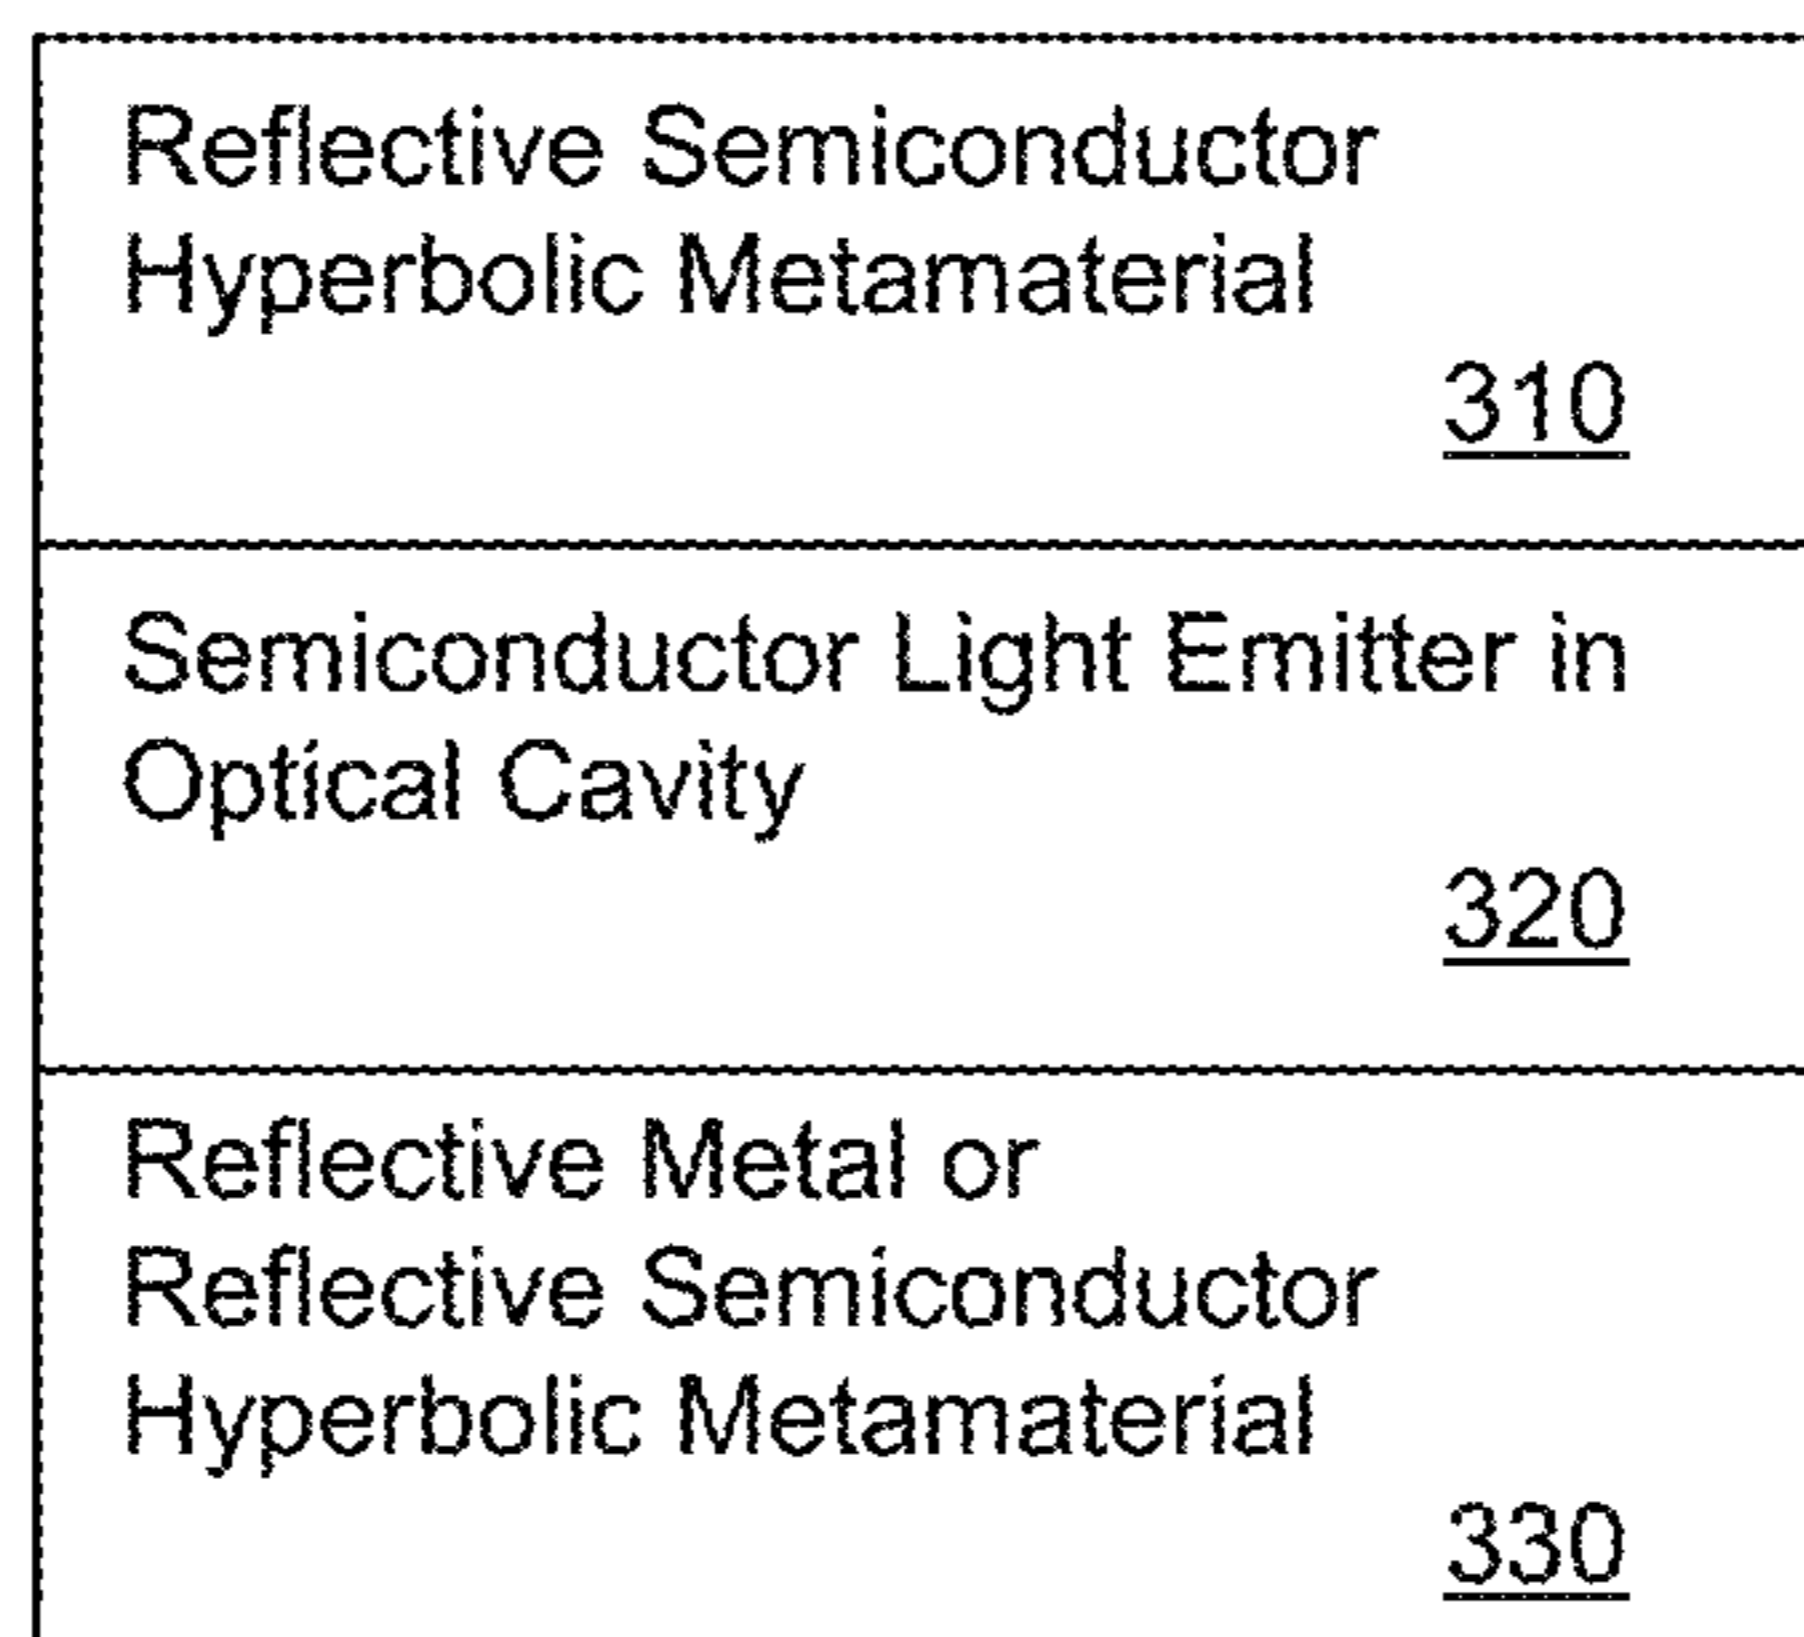 Reflective Semiconductor
Hyperbolic Metamaterial
310
Semiconductor Light Emitter in
Optical Cavity
320
Reflective Metal or
Reflective Semiconductor
Hyperbolic Metamaterial
330